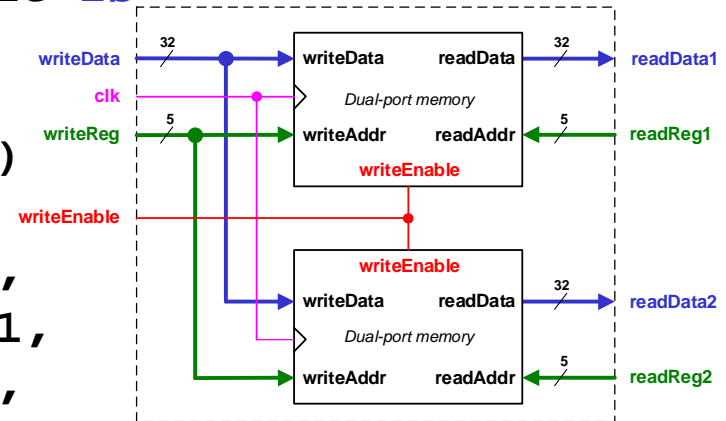 32 32
writeData writeData readData readData1
clk Dual-port memory
writeReg 5 writeAddr readAddr 5 readReg1
)
writeEnable
writeEnable
writeEnable
,
32
writeData readData readData2
1,
Dual-port memory
5
writeAddr readAddr readReg2
,